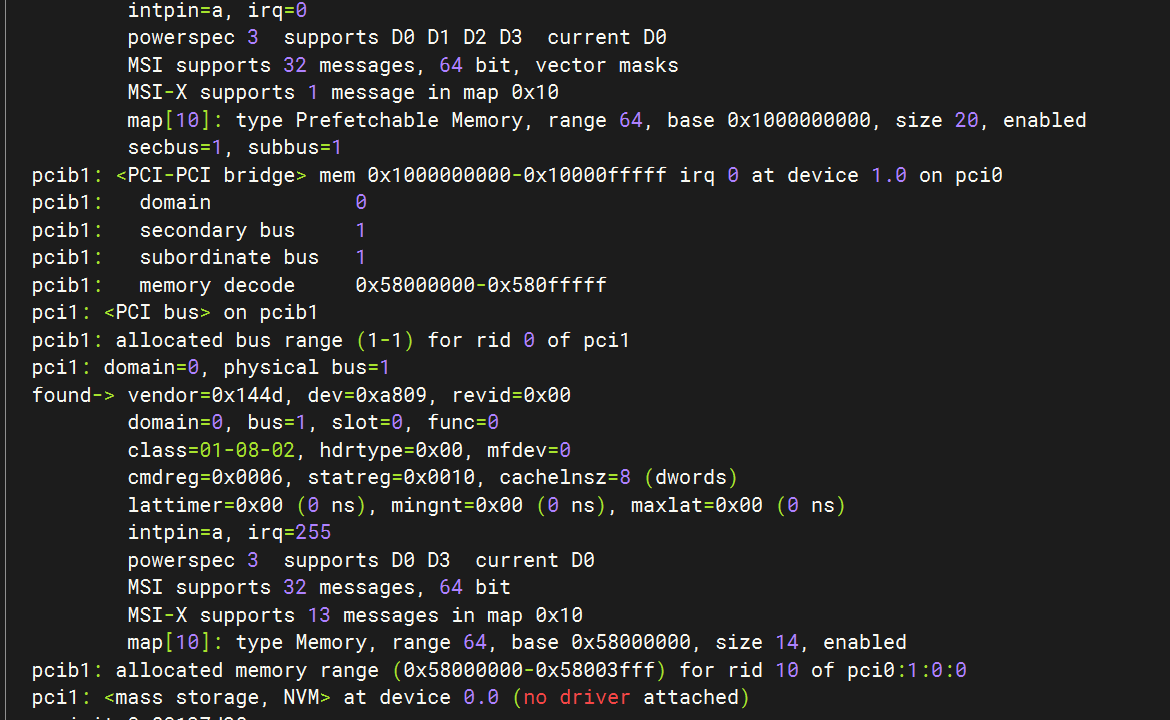 intpin=a, irq=0
powerspec 3  supports D0 D1 D2 D3  current D0
MSI supports 32 messages, 64 bit, vector masks
MSI-X supports 1 message in map 0x10
map[10]: type Prefetchable Memory, range 64, base 0x1000000000, size 20, enabled
secbus=1, subbus=1
pcib1: <PCI-PCI bridge> mem 0x1000000000-0x10000fffff irq 0 at device 1.0 on pci0
pcib1:   domain            0
pcib1:   secondary bus     1
pcib1:   subordinate bus   1
pcib1:   memory decode     0x58000000-0x580fffff
pci1: <PCI bus> on pcib1
pcib1: allocated bus range (1-1) for rid 0 of pci1
pci1: domain=0, physical bus=1
found-> vendor=0x144d, dev=0xa809, revid=0x00
domain=0, bus=1, slot=0, func=0
class=01-08-02, hdrtype=0x00, mfdev=0
cmdreg=0x0006, statreg=0x0010, cachelnsz=8 (dwords)
lattimer=0x00 (0 ns), mingnt=0x00 (0 ns), maxlat=0x00 (0 ns)
intpin=a, irq=255
powerspec 3  supports D0 D3  current D0
MSI supports 32 messages, 64 bit
MSI-X supports 13 messages in map 0x10
map[10]: type Memory, range 64, base 0x58000000, size 14, enabled
pcib1: allocated memory range (0x58000000-0x58003fff) for rid 10 of pci0:1:0:0
pci1: <mass storage, NVM> at device 0.0 (no driver attached)